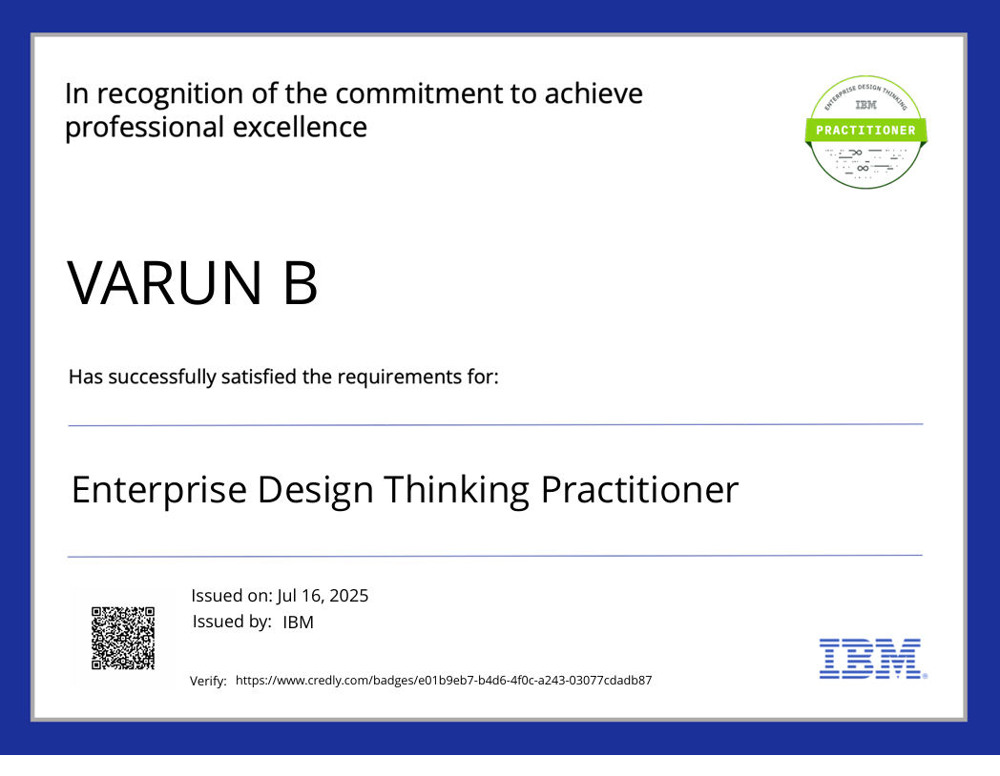 In recognition of the commitment to achieve
professional excellence
ENTERPRISE DESIGN THINKING
IBM
PRACTITIONER
VARUN B
Has successfully satisfied the requirements for:
Enterprise Design Thinking Practitioner
Issued on: Jul 16, 2025
Issued by: IBM
Verify: https://www.credly.com/badges/e01b9eb7-b4d6-4f0c-a243-03077cdadb87
IBM®